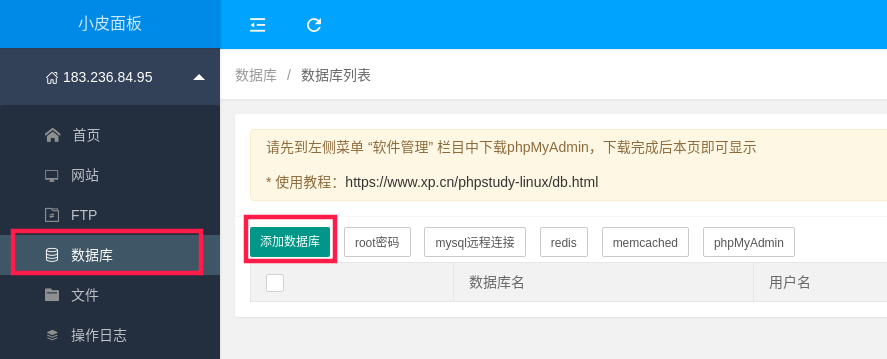 小皮面板
183.236.84.95
首页
网站
FTP
数据库
文件
操作日志
数据库 / 数据库列表
请先到左侧菜单 “软件管理” 栏目中下载phpMyAdmin，下载完成后本页即可显示
* 使用教程：https://www.xp.cn/phpstudy-linux/db.html
添加数据库 root密码 mysql远程连接 redis memcached phpMyAdmin
数据库名 用户名